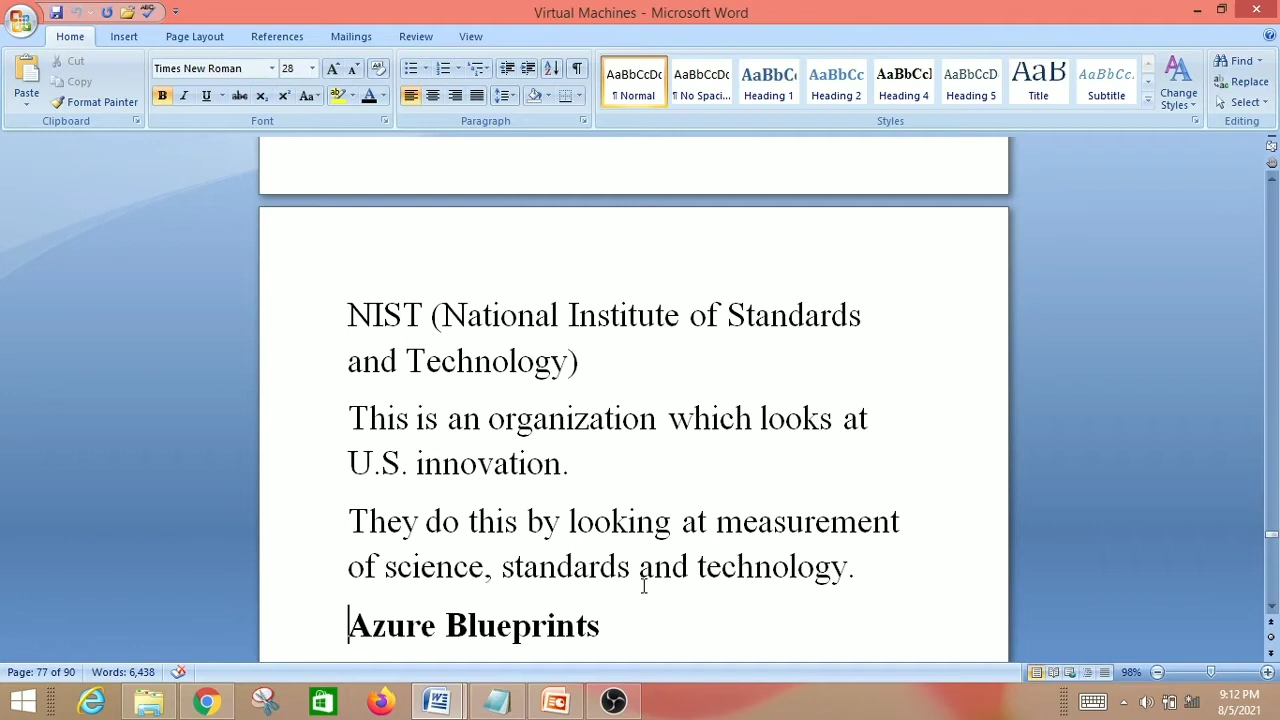 Virtual Machines - Microsoft Word
Home Insert Page Layout References Mailings Review View
Paste
Cut
Copy
Format Painter
Clipboard
Times New Roman 28
Font
Paragraph
AaBbCcDc AaBbCcDc AaBbC AaBbCc AaBbCcI AaBbCcD AaB AaBbCc.
¶ Normal ¶ No Spaci... Heading 1 Heading 2 Heading 4 Heading 5 Title Subtitle
Change
Styles
Styles
Find
Replace
Select
Editing
NIST (National Institute of Standards
and Technology)
This is an organization which looks at
U.S. innovation.
They do this by looking at measurement
of science, standards and technology.
Azure Blueprints
Page: 77 of 90 Words: 6,438 98%
9:12 PM
8/5/2021